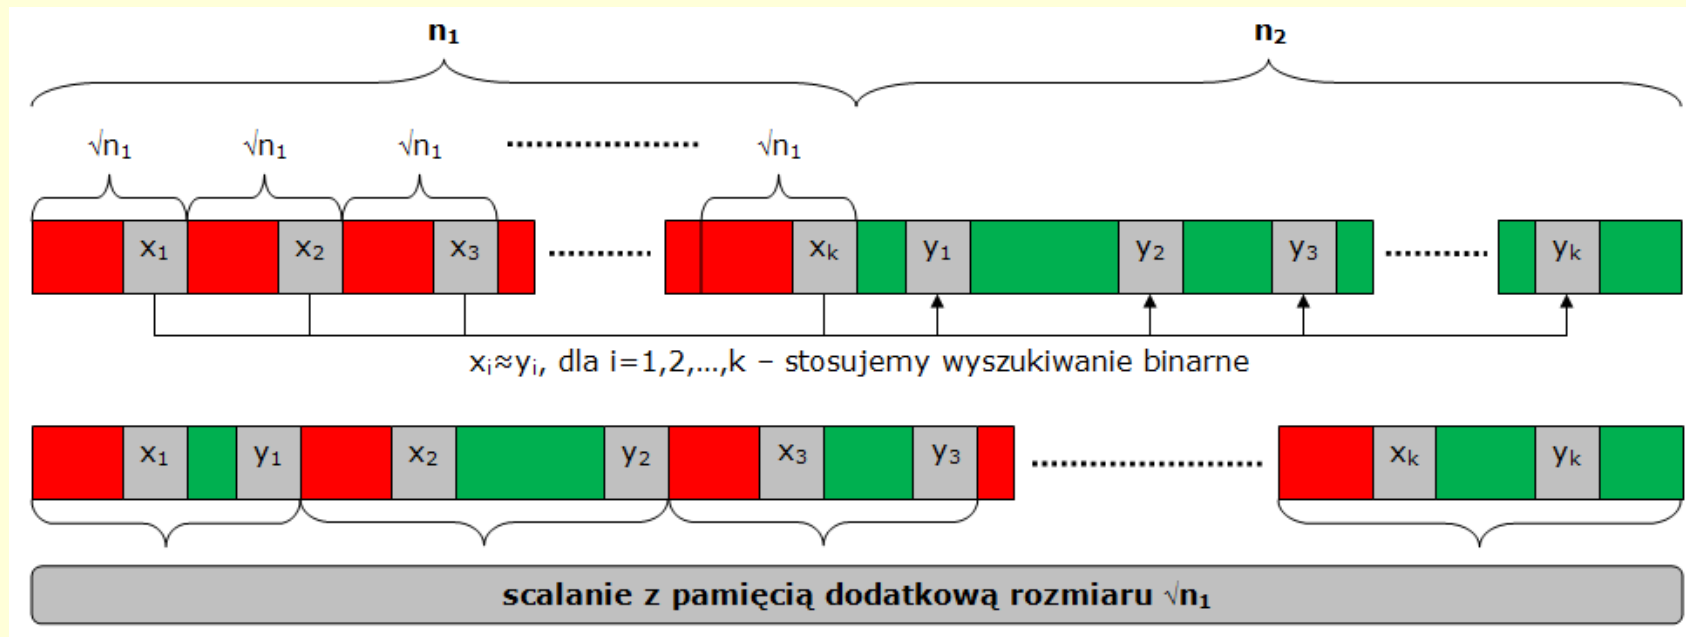 n₁ n₂
√n₁ √n₁ √n₁ √n₁
x₁ x₂ x₃ xₖ y₁ y₂ y₃ yₖ
xᵢ≈yᵢ, dla i=1,2,…,k – stosujemy wyszukiwanie binarne
x₁ y₁ x₂ y₂ x₃ y₃ xₖ yₖ
scalanie z pamięcią dodatkową rozmiaru √n₁